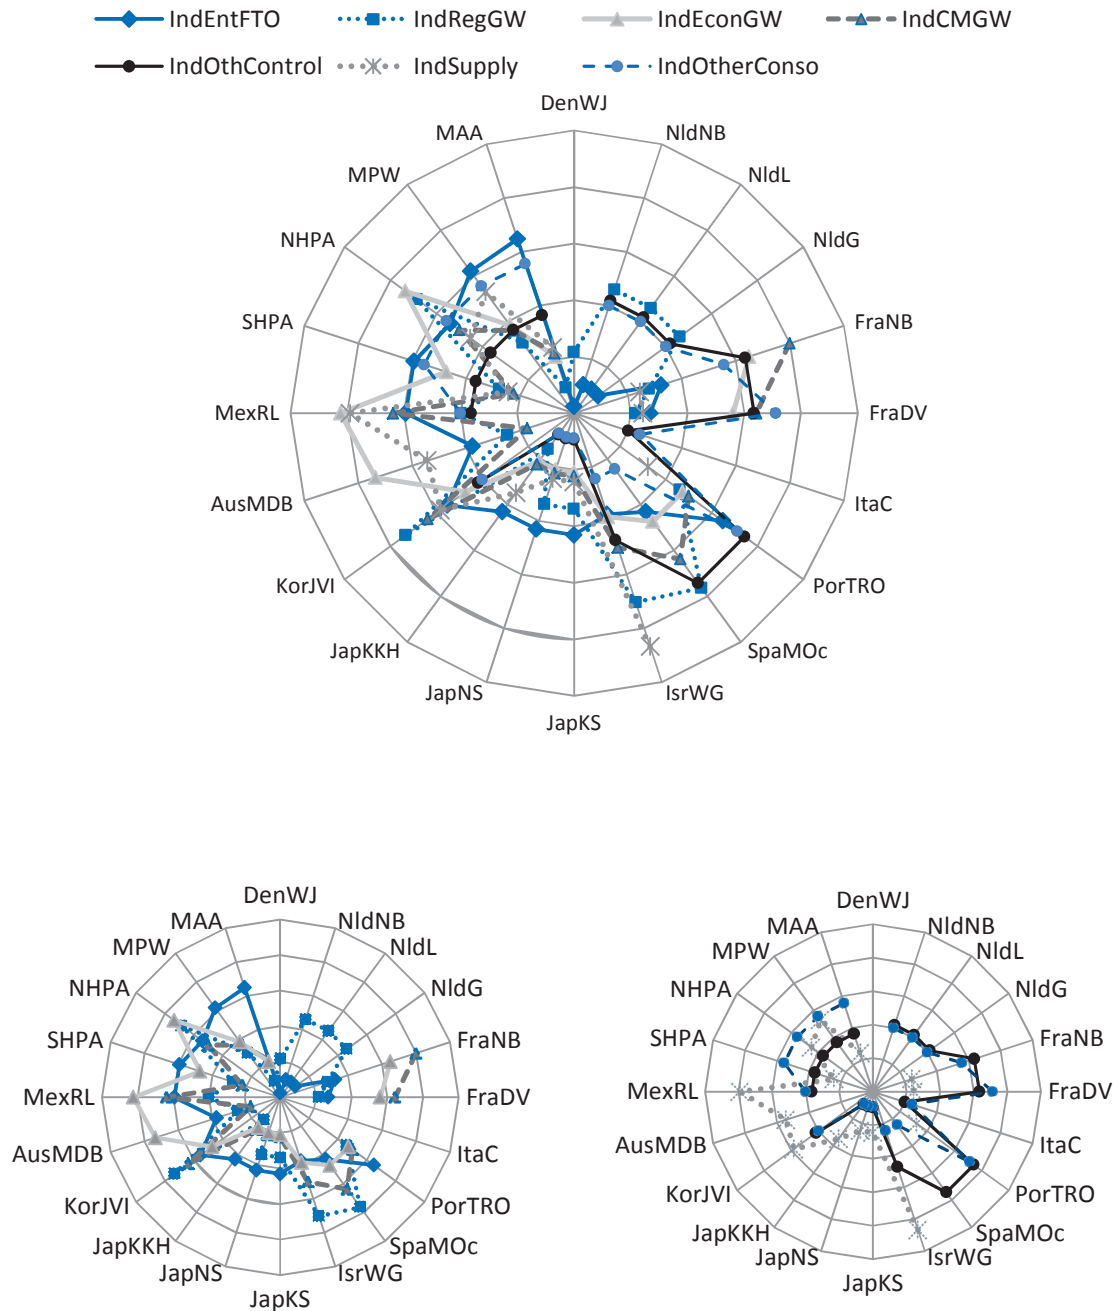 IndEntFTO IndRegGW IndEconGW IndCMGW
IndOthControl IndSupply IndOtherConso
DenWJ
MAA NldNB
MPW NldL
NHPA NldG
SHPA FraNB
MexRL FraDV
AusMDB ItaC
KorJVI PorTRO
JapKKH SpaMOc
JapNS IsrWG
JapKS
DenWJ
MAA NldNB
MPW NldL
NHPA NldG
SHPA FraNB
MexRL FraDV
AusMDB ItaC
KorJVI PorTRO
JapKKH SpaMOc
JapNS IsrWG
JapKS
DenWJ
MAA NldNB
MPW NldL
NHPA NldG
SHPA FraNB
MexRL FraDV
AusMDB ItaC
KorJVI PorTRO
JapKKH SpaMOc
JapNS IsrWG
JapKS